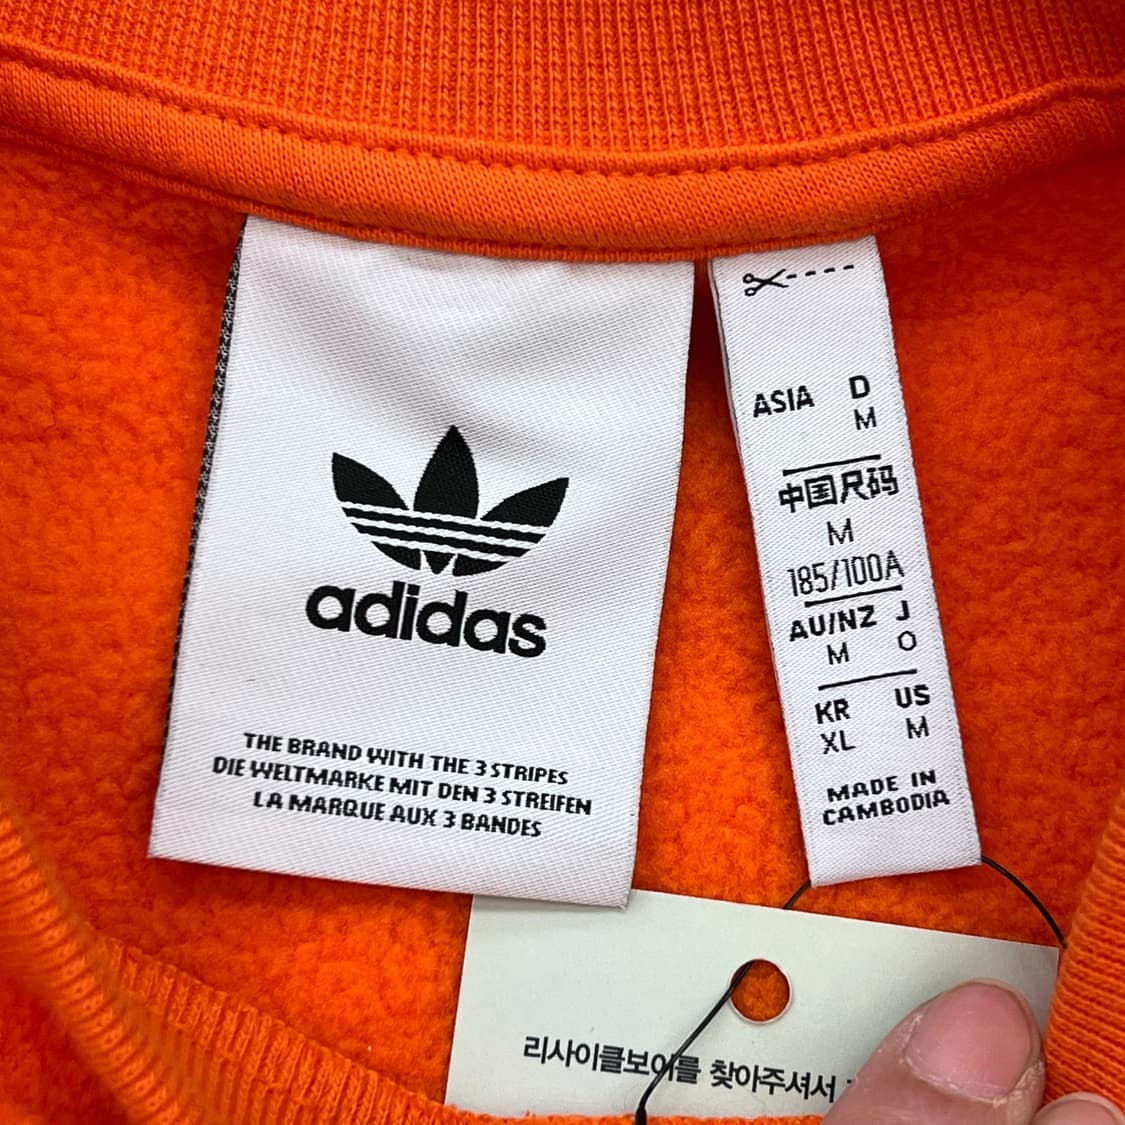 adidas
THE BRAND WITH THE 3 STRIPES
DIE WELTMARKE MIT DEN 3 STREIFEN
LA MARQUE AUX 3 BANDES
ASIA D
M
中国尺码
M
185/100A
AU/NZ J
M O
KR US
XL M
MADE IN
CAMBODIA
리사이클보이를 찾아주셔서